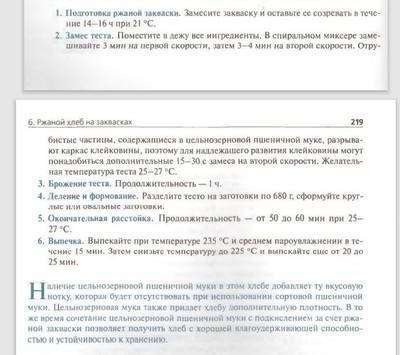 1. Подготовка ржаной закваски. Замесите закваску и оставьте ее созревать в тече-
ние 14–16 ч при 21 °C.
2. Замес теста. Поместите в дежу все ингредиенты. В спиральном миксере заме-
шивайте 3 мин на первой скорости, затем 3–4 мин на второй скорости. Отру-
6. Ржаной хлеб на заквасках 219
бистые частицы, содержащиеся в цельнозерновой пшеничной муке, разрыва-
ют каркас клейковины, поэтому для надлежащего развития клейковины могут
понадобиться дополнительные 15–30 с замеса на второй скорости. Желатель-
ная температура теста 25–27 °C.
3. Брожение теста. Продолжительность — 1 ч.
4. Деление и формование. Разделите тесто на заготовки по 680 г, сформуйте круг-
лые или овальные заготовки.
5. Окончательная расстойка. Продолжительность — от 50 до 60 мин при 25–
27 °C.
6. Выпечка. Выпекайте при температуре 235 °C и среднем пароувлажнении в те-
чение 15 мин. Затем снизьте температуру до 225 °C и выпекайте еще от 20 до
25 мин.
Наличие цельнозерновой пшеничной муки в этом хлебе добавляет ту вкусовую
нотку, которая будет отсутствовать при использовании сортовой пшеничной
муки. Цельнозерновая мука также придает хлебу дополнительную плотность. В то
же время сочетание цельнозерновой пшеничной муки с подкислением за счет ржа-
ной закваски позволяет получить хлеб с хорошей влагоудерживающей способно-
стью и устойчивостью к хранению.